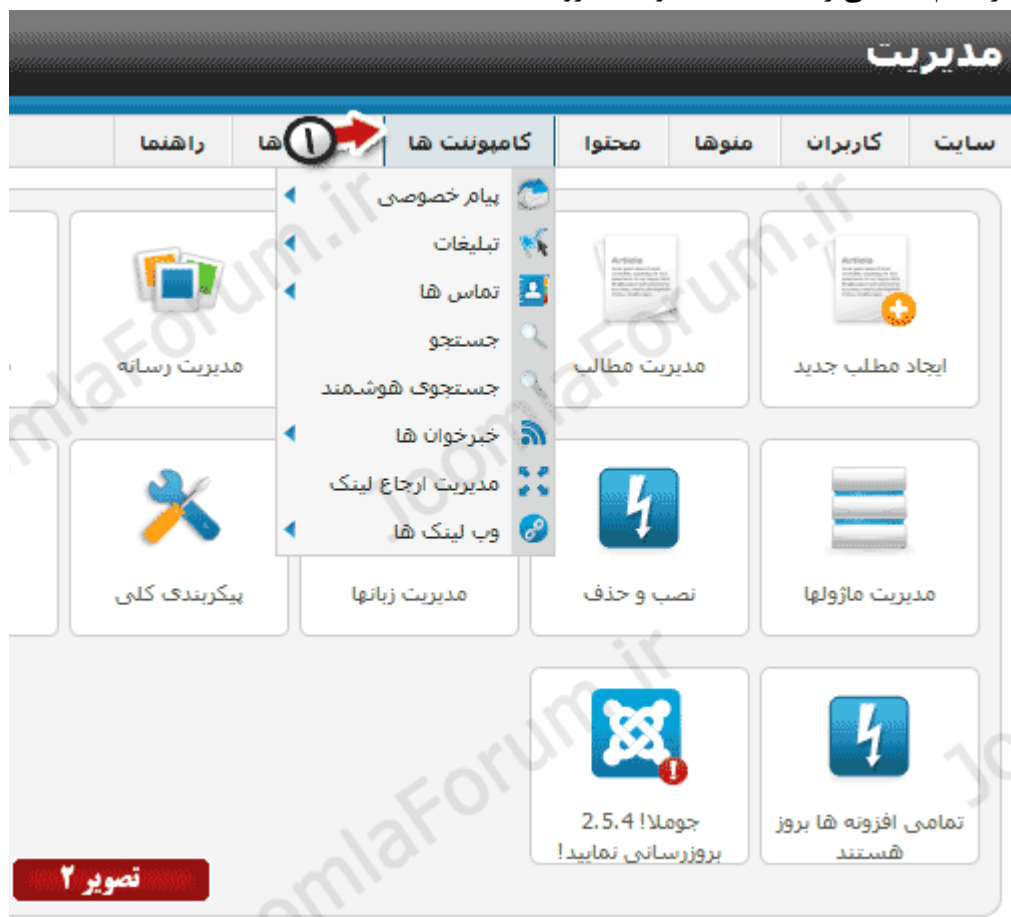 مدیریت
سایت کاربران منوها محتوا کامپوننت ها ها راهنما
۱
پیام خصوصی
تبلیغات
تماس ها
جستجو
جستجوی هوشمند
خبرخوان ها
مدیریت ارجاع لینک
وب لینک ها
ایجاد مطلب جدید
مدیریت مطالب
مدیریت رسانه
مدیریت ماژولها
نصب و حذف
مدیریت زبانها
پیکربندی کلی
تمامی افزونه ها بروز
هستند
جوملا! 2.5.4
بروزرسانی نمایید!
تصویر ۲
JoomlaForum.ir